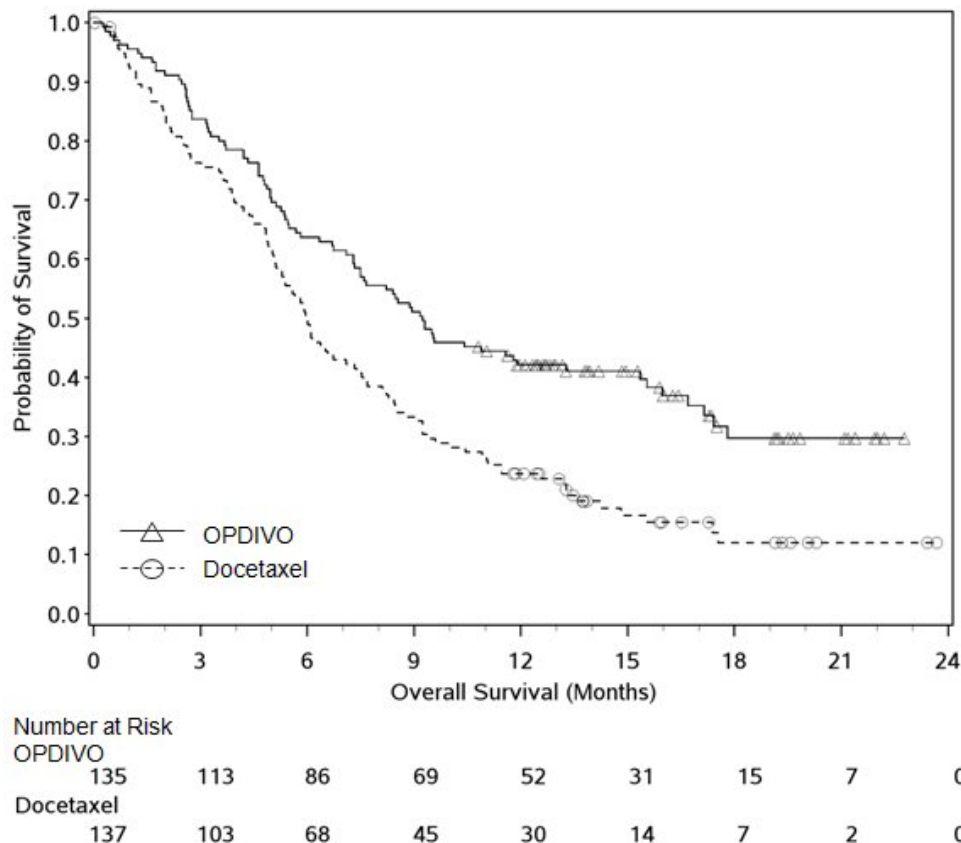 1.0
0.9
0.8
0.7
0.6
0.5
0.4
0.3
0.2
0.1
0.0
Probability of Survival
OPDIVO
Docetaxel
0 3 6 9 12 15 18 21 24
Overall Survival (Months)
Number at Risk
OPDIVO
135 113 86 69 52 31 15 7 0
Docetaxel
137 103 68 45 30 14 7 2 0